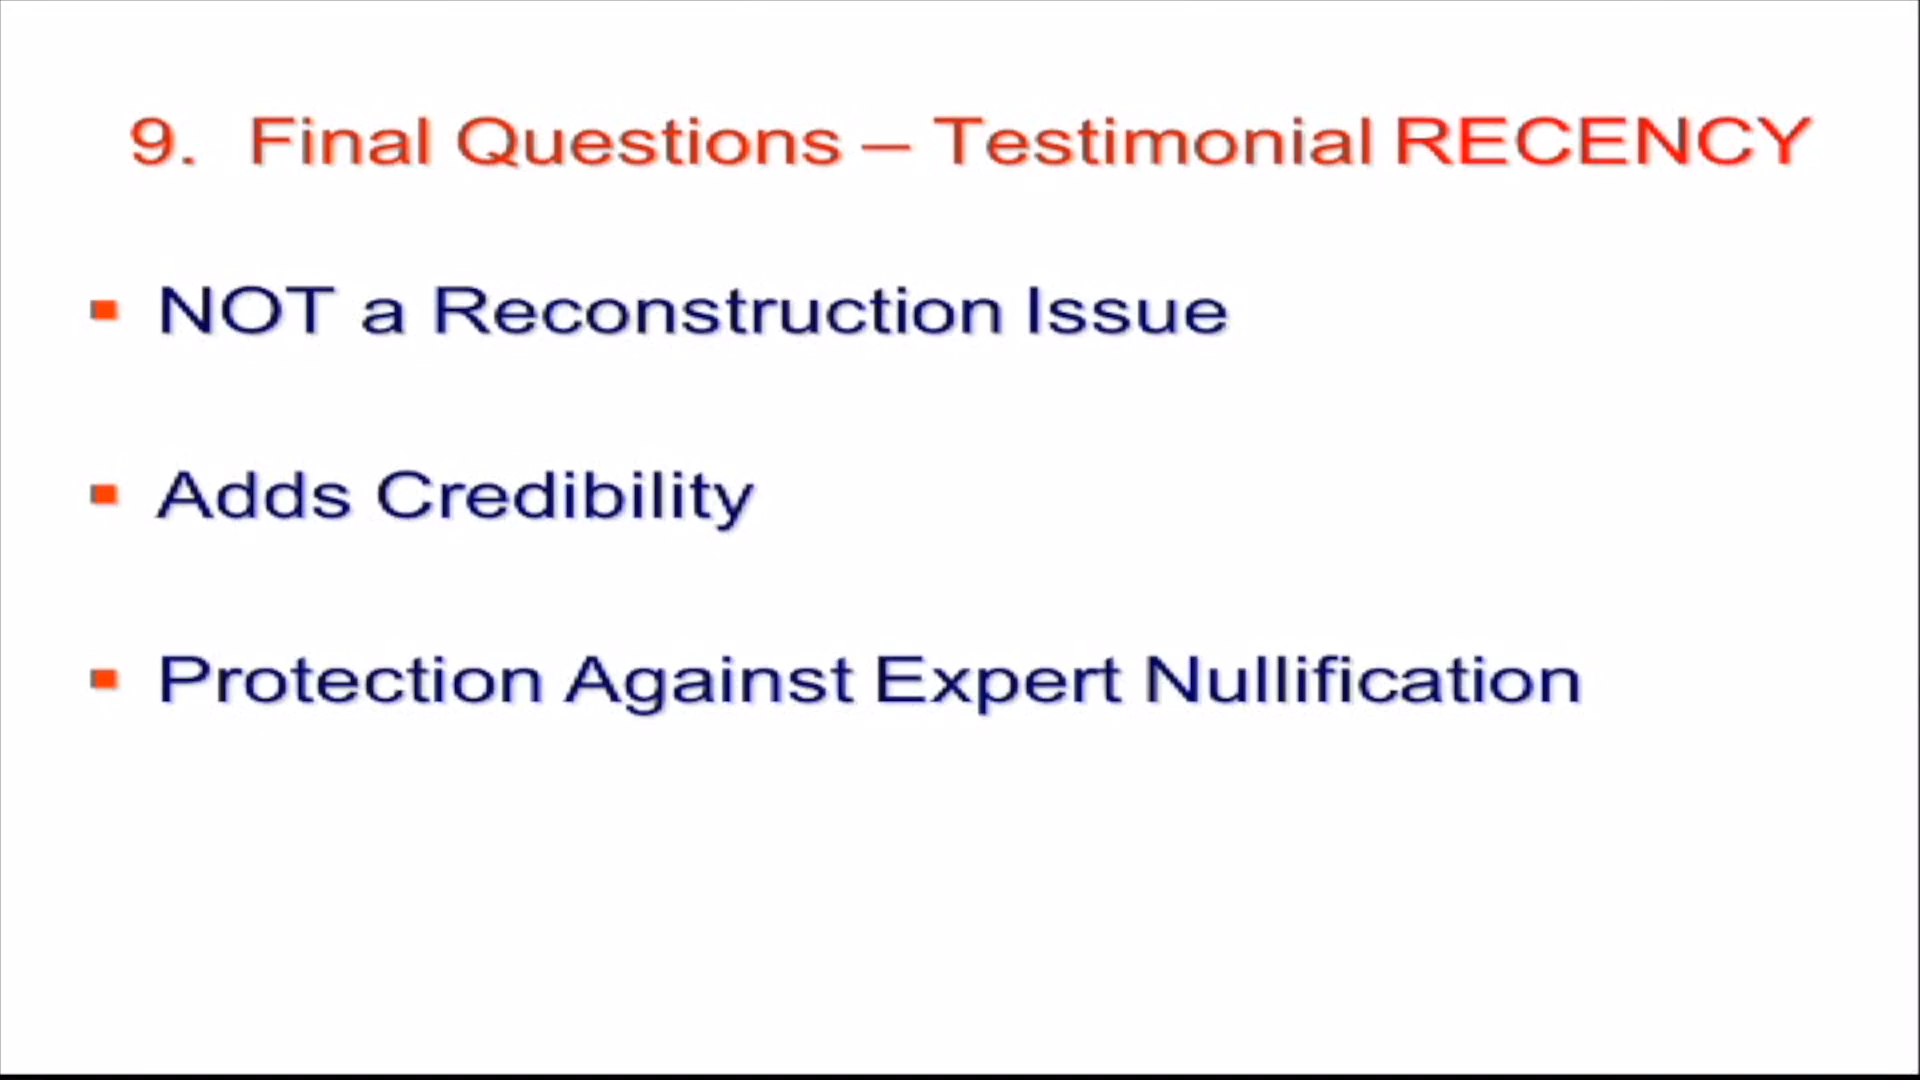 9. Final Questions – Testimonial RECENCY
NOT a Reconstruction Issue
Adds Credibility
Protection Against Expert Nullification